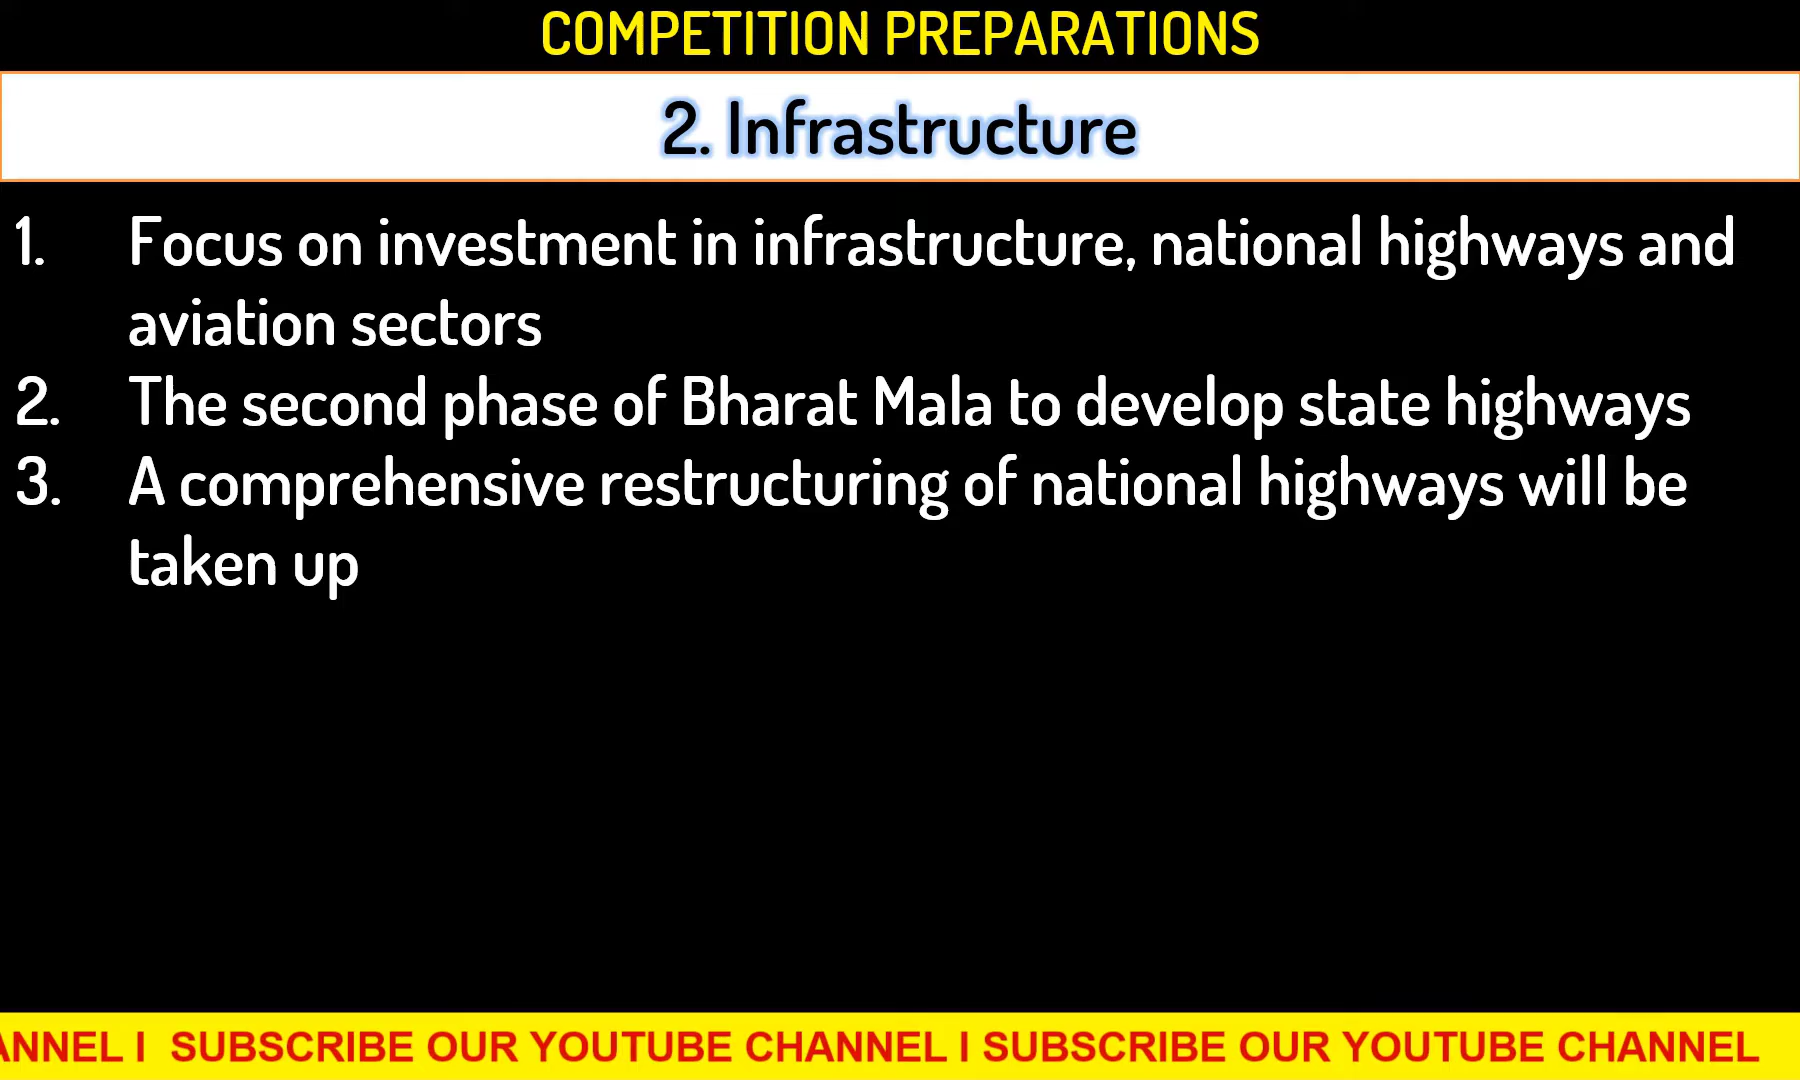 COMPETITION PREPARATIONS
2. Infrastructure
1. Focus on investment in infrastructure, national highways and
aviation sectors
2. The second phase of Bharat Mala to develop state highways
3. A comprehensive restructuring of national highways will be
taken up
ANNEL I SUBSCRIBE OUR YOUTUBE CHANNEL I SUBSCRIBE OUR YOUTUBE CHANNEL